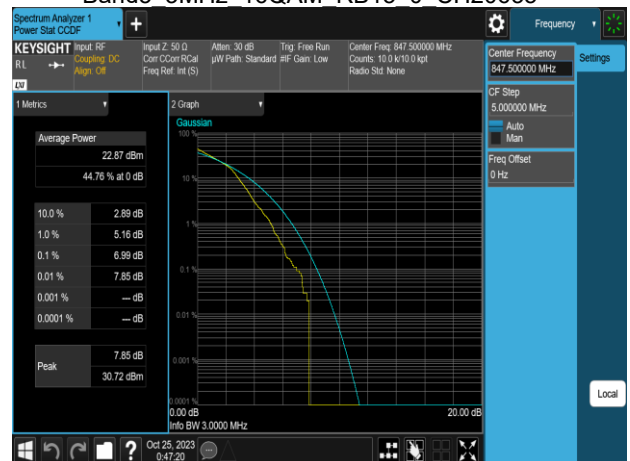 Spectrum Analyzer 1
Power Stat CCDF
Frequency
KEYSIGHT
RL
LXI
Input: RF
Coupling: DC
Align: Off
Input Z: 50 Ω
Corr CCorr RCal
Freq Ref: Int (S)
Atten: 30 dB
µW Path: Standard
Trig: Free Run
#IF Gain: Low
Center Freq: 847.500000 MHz
Counts: 10.0 k/10.0 kpt
Radio Std: None
Center Frequency
847.500000 MHz
Settings
CF Step
5.000000 MHz
Auto
Man
Freq Offset
0 Hz
Local
1 Metrics
Average Power
22.87 dBm
44.76 % at 0 dB
10.0 % 2.89 dB
1.0 % 5.16 dB
0.1 % 6.99 dB
0.01 % 7.85 dB
0.001 % --- dB
0.0001 % --- dB
Peak
7.85 dB
30.72 dBm
2 Graph
Gaussian
100 %
10 %
1 %
0.1 %
0.01 %
0.001 %
0.0001 %
0.00 dB 20.00 dB
Info BW 3.0000 MHz
?
Oct 25, 2023
0:47:20